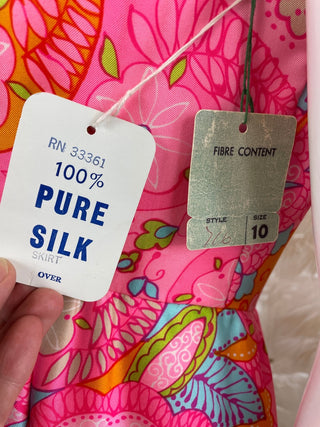 RN 33361
100%
PURE
SILK
SKIRT
OVER
FIBRE CONTENT
STYLE
SIZE
10